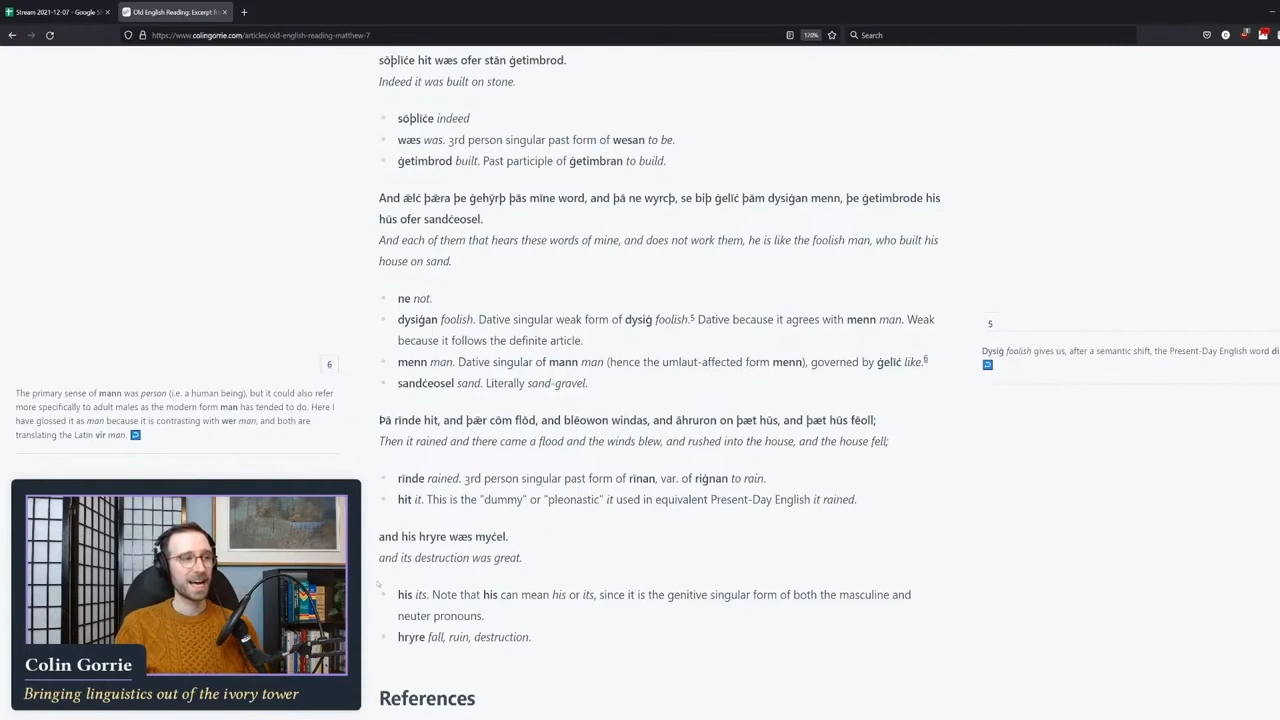 Stream 2021-12-07 - Google Sh
Old English Reading: Excerpt fr
https://www.colingorrie.com/articles/old-english-reading-matthew-7
120%
Search
sōþlīċe hit wæs ofer stān ġetimbrod.
Indeed it was built on stone.
sōþlīċe indeed
wæs was. 3rd person singular past form of wesan to be.
ġetimbrod built. Past participle of ġetimbran to build.
And ǣlċ þǣra þe ġehȳrþ þās mīne word, and þā ne wyrcþ, se biþ ġelīċ þām dysiġan menn, þe ġetimbrode his
hūs ofer sandċeosel.
And each of them that hears these words of mine, and does not work them, he is like the foolish man, who built his
house on sand.
ne not.
dysiġan foolish. Dative singular weak form of dysiġ foolish.5 Dative because it agrees with menn man. Weak
because it follows the definite article.
menn man. Dative singular of mann man (hence the umlaut-affected form menn), governed by ġelīċ like.6
sandċeosel sand. Literally sand-gravel.
Þā rīnde hit, and þǣr cōm flōd, and blēowon windas, and āhruron on þæt hūs, and þæt hūs fēoll;
Then it rained and there came a flood and the winds blew, and rushed into the house, and the house fell;
rīnde rained. 3rd person singular past form of rīnan, var. of riġnan to rain.
hit it. This is the "dummy" or "pleonastic" it used in equivalent Present-Day English it rained.
and his hryre wæs myċel.
and its destruction was great.
his its. Note that his can mean his or its, since it is the genitive singular form of both the masculine and
neuter pronouns.
hryre fall, ruin, destruction.
References
5
Dysiġ foolish gives us, after a semantic shift, the Present-Day English word di
6
The primary sense of mann was person (i.e. a human being), but it could also refer
more specifically to adult males as the modern form man has tended to do. Here I
have glossed it as man because it is contrasting with wer man, and both are
translating the Latin vir man.
Colin Gorrie
Bringing linguistics out of the ivory tower